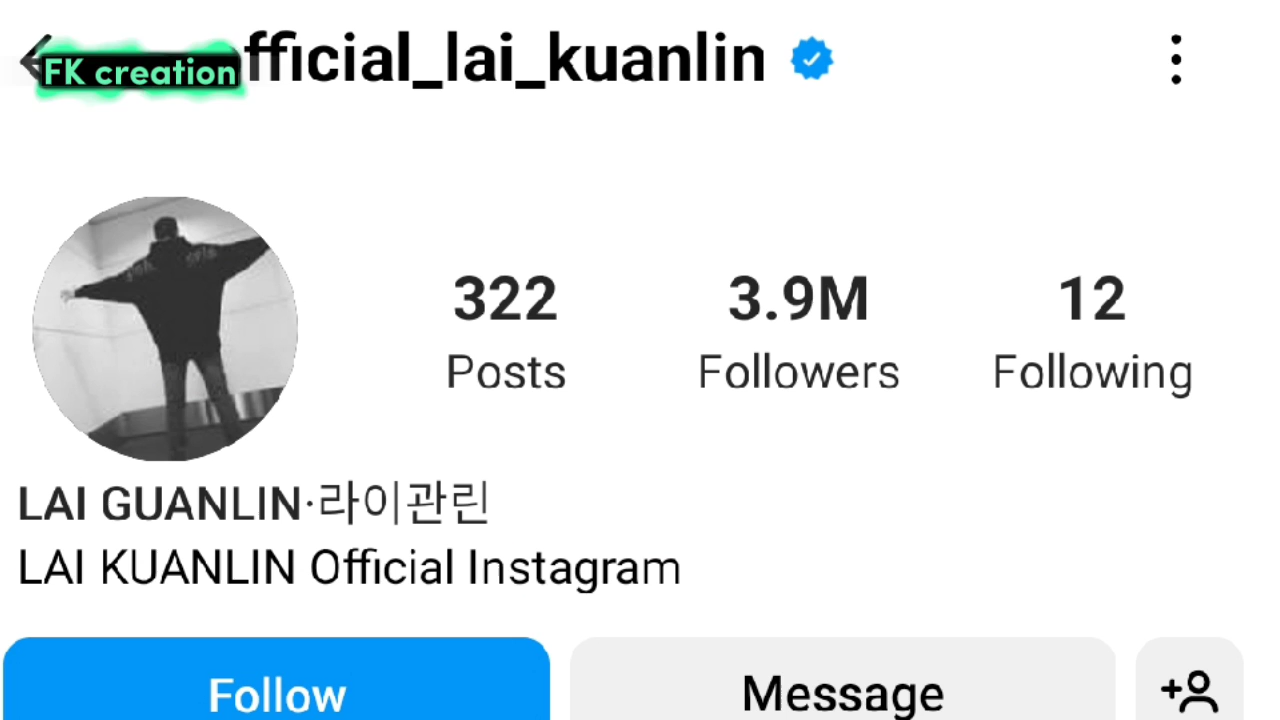 FK creation
fficial_lai_kuanlin
322
Posts
3.9M
Followers
12
Following
LAI GUANLIN·라이관린
LAI KUANLIN Official Instagram
Follow
Message